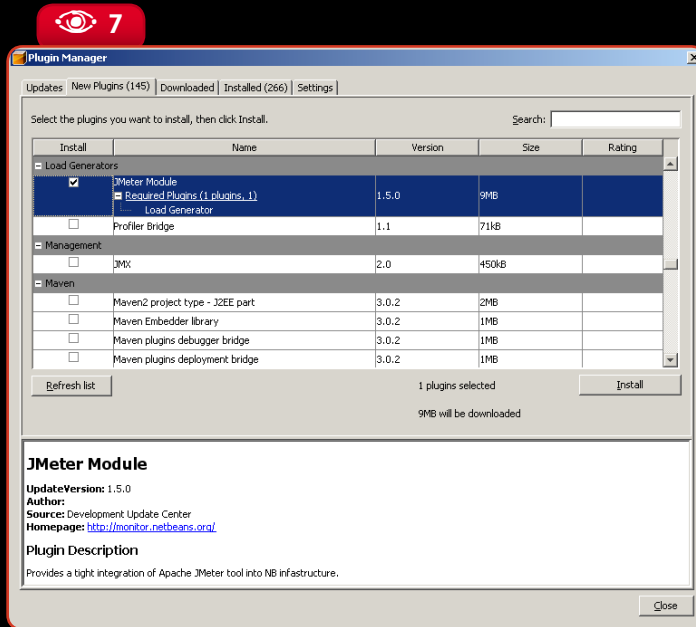 7
Plugin Manager
Updates New Plugins (145) Downloaded Installed (266) Settings
Select the plugins you want to install, then click Install. Search:
Install Name Version Size Rating
Load Generators
JMeter Module
Required Plugins (1 plugins, 1) 1.5.0 9MB
Load Generator
Profiler Bridge 1.1 71kB
Management
JMX 2.0 450kB
Maven
Maven2 project type - J2EE part 3.0.2 2MB
Maven Embedder library 3.0.2 1MB
Maven plugins debugger bridge 3.0.2 1MB
Maven plugins deployment bridge 3.0.2 1MB
Refresh list 1 plugins selected Install
9MB will be downloaded
JMeter Module
UpdateVersion: 1.5.0
Author:
Source: Development Update Center
Homepage: http://monitor.netbeans.org/
Plugin Description
Provides a tight integration of Apache JMeter tool into NB infastructure.
Close